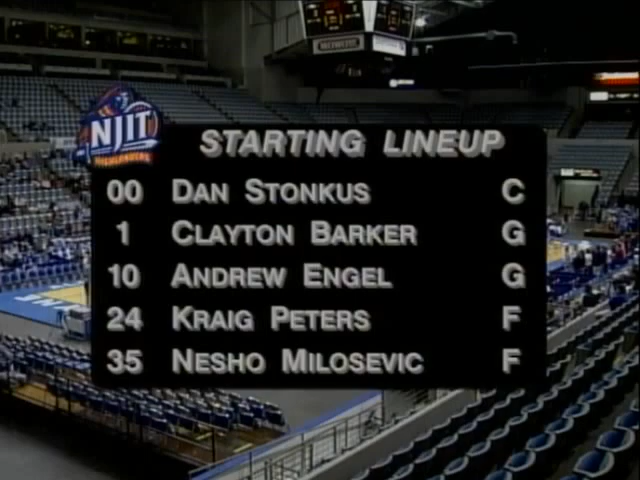 NJIT
HIGHLANDERS
STARTING LINEUP
00 DAN STONKUS C
1 CLAYTON BARKER G
10 ANDREW ENGEL G
24 KRAIG PETERS F
35 NESHO MILOSEVIC F